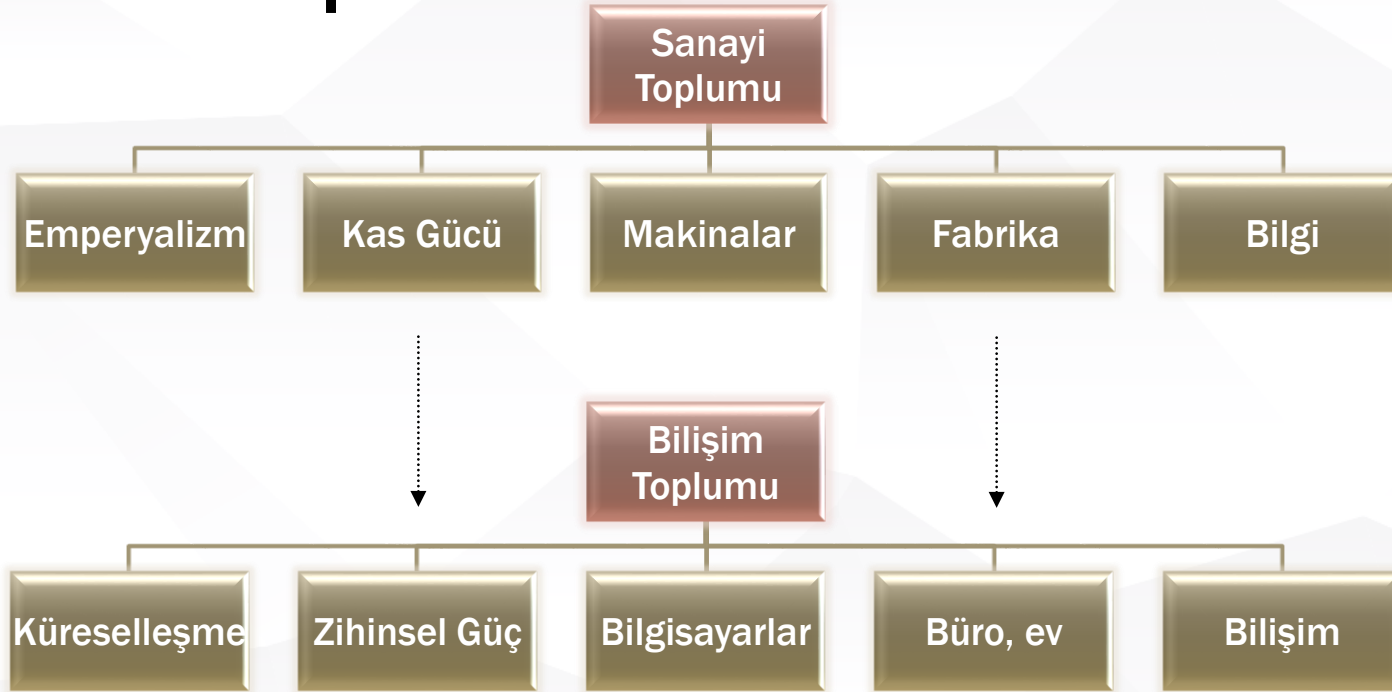 Sanayi
Toplumu
Emperyalizm
Kas Gücü
Makinalar
Fabrika
Bilgi
Bilişim
Toplumu
Küreselleşme
Zihinsel Güç
Bilgisayarlar
Büro, ev
Bilişim